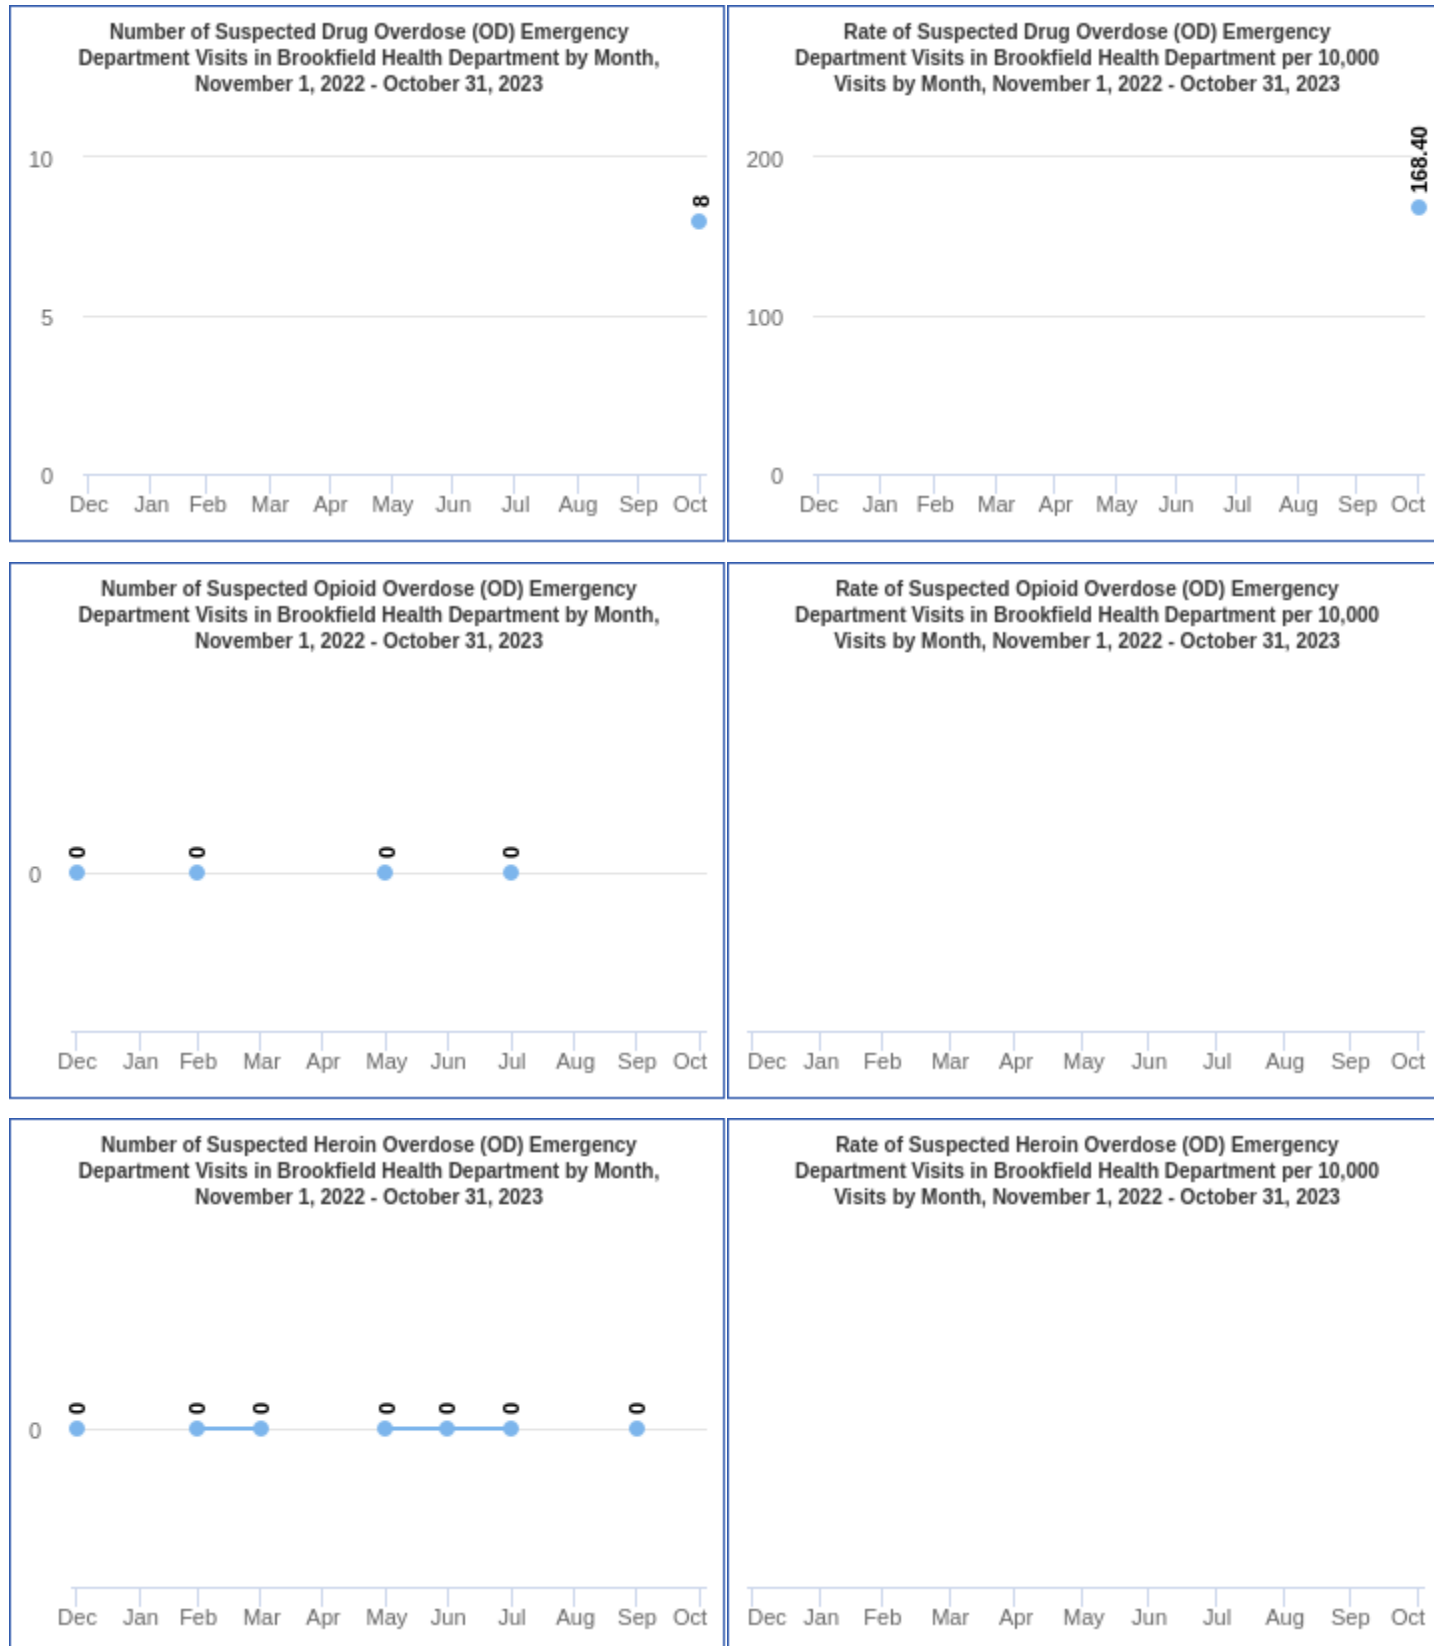 Number of Suspected Drug Overdose (OD) Emergency
Department Visits in Brookfield Health Department by Month,
November 1, 2022 - October 31, 2023
10
8
5
0
Dec Jan Feb Mar Apr May Jun Jul Aug Sep Oct
Rate of Suspected Drug Overdose (OD) Emergency
Department Visits in Brookfield Health Department per 10,000
Visits by Month, November 1, 2022 - October 31, 2023
200
168.40
100
0
Dec Jan Feb Mar Apr May Jun Jul Aug Sep Oct
Number of Suspected Opioid Overdose (OD) Emergency
Department Visits in Brookfield Health Department by Month,
November 1, 2022 - October 31, 2023
0 0 0 0
0
Dec Jan Feb Mar Apr May Jun Jul Aug Sep Oct
Rate of Suspected Opioid Overdose (OD) Emergency
Department Visits in Brookfield Health Department per 10,000
Visits by Month, November 1, 2022 - October 31, 2023
Dec Jan Feb Mar Apr May Jun Jul Aug Sep Oct
Number of Suspected Heroin Overdose (OD) Emergency
Department Visits in Brookfield Health Department by Month,
November 1, 2022 - October 31, 2023
0 0 0 0 0 0 0
0
Dec Jan Feb Mar Apr May Jun Jul Aug Sep Oct
Rate of Suspected Heroin Overdose (OD) Emergency
Department Visits in Brookfield Health Department per 10,000
Visits by Month, November 1, 2022 - October 31, 2023
Dec Jan Feb Mar Apr May Jun Jul Aug Sep Oct